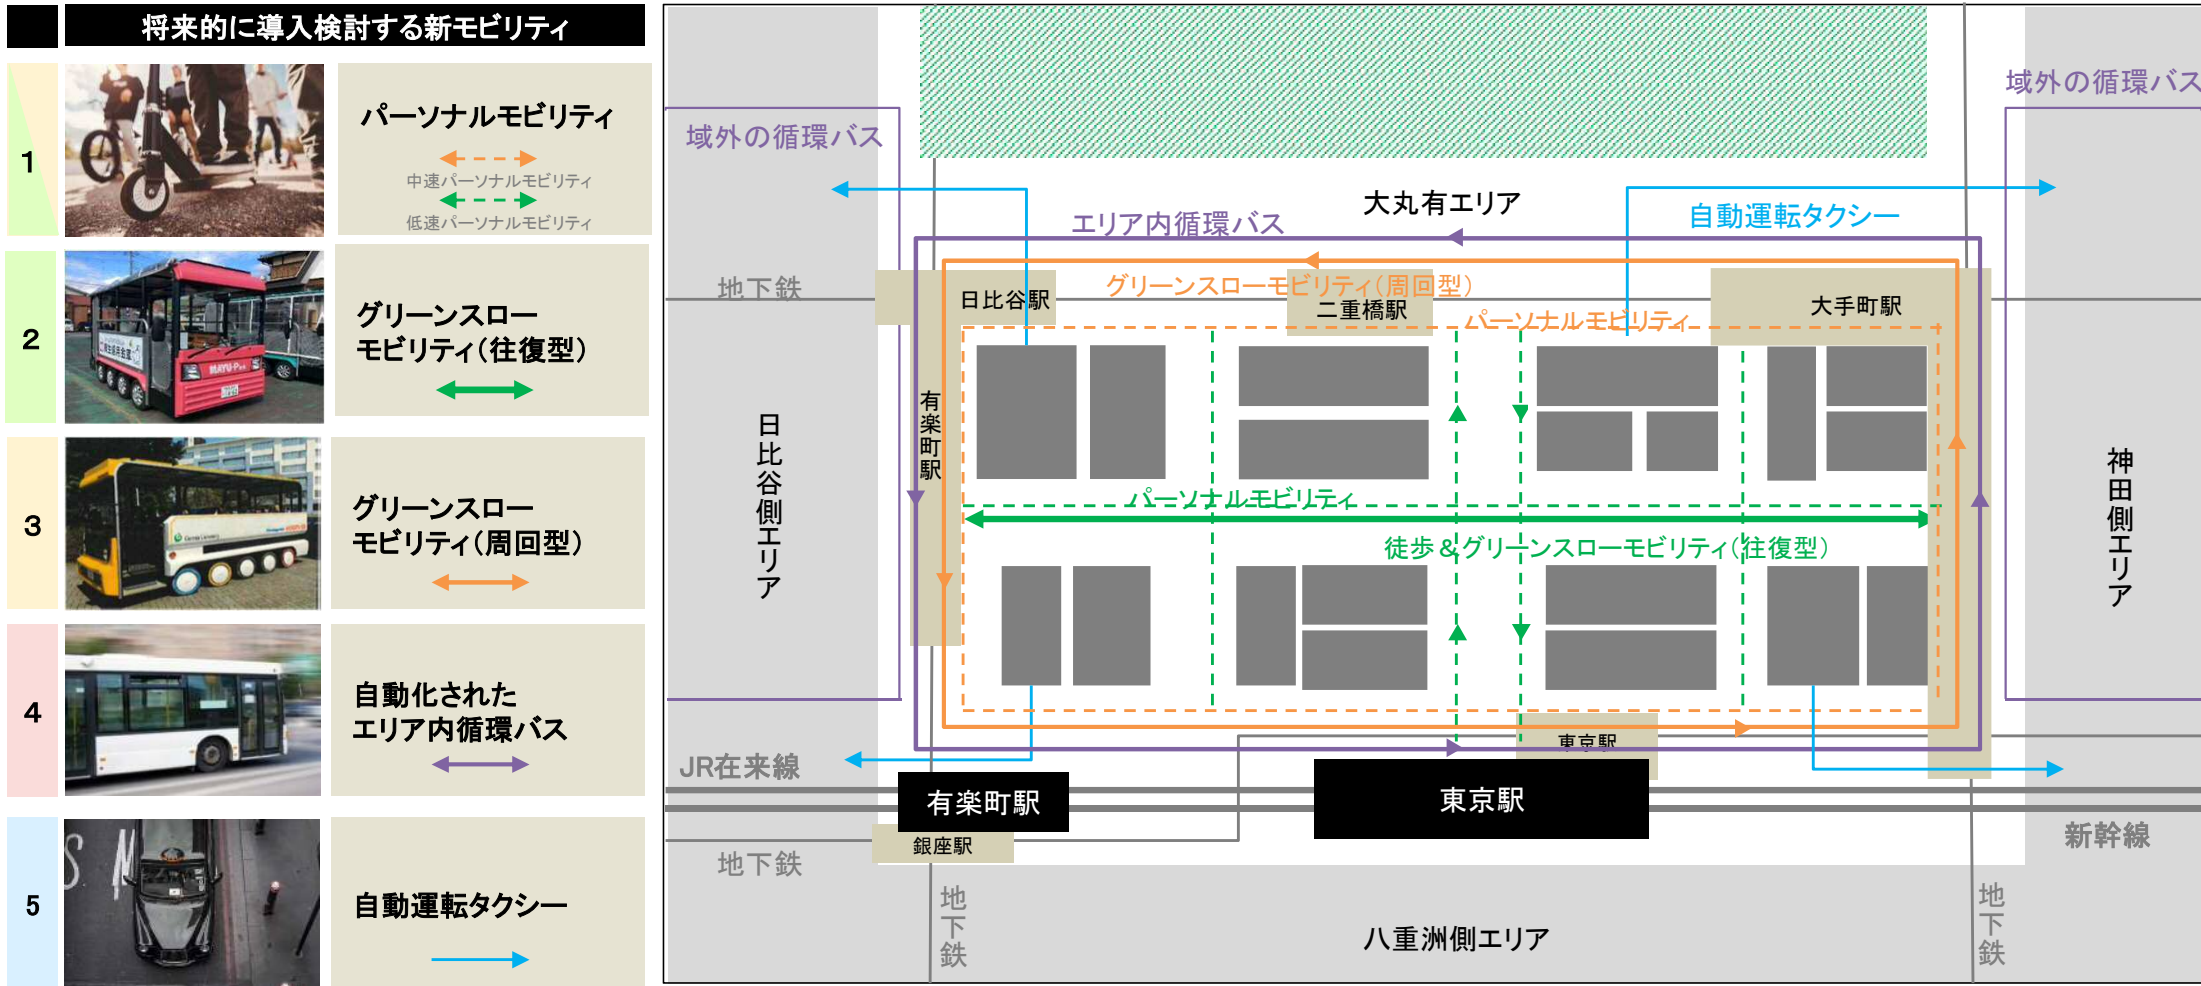 将来的に導入検討する新モビリティ
1
パーソナルモビリティ
中速パーソナルモビリティ
低速パーソナルモビリティ
2
グリーンスロー
モビリティ(往復型)
MAYU
3
グリーンスロー
モビリティ(周回型)
4
自動化された
エリア内循環バス
5
自動運転タクシー
域外の循環バス
域外の循環バス
大丸有エリア
エリア内循環バス
自動運転タクシー
地下鉄
グリーンスローモビリティ(周回型)
日比谷駅
二重橋駅
大手町駅
パーソナルモビリティ
有楽町駅
日比谷側エリア
神田側エリア
パーソナルモビリティ
徒歩&グリーンスローモビリティ(往復型)
東京駅
JR在来線
有楽町駅
東京駅
新幹線
銀座駅
地下鉄
地下鉄
地下鉄
八重洲側エリア